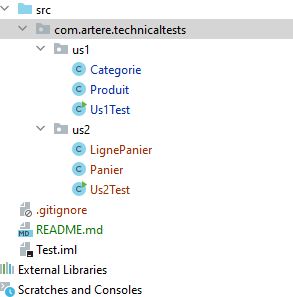 src
com.artere.technicaltests
us1
Categorie
Produit
Us1Test
us2
LignePanier
Panier
Us2Test
.gitignore
README.md
Test.iml
External Libraries
Scratches and Consoles